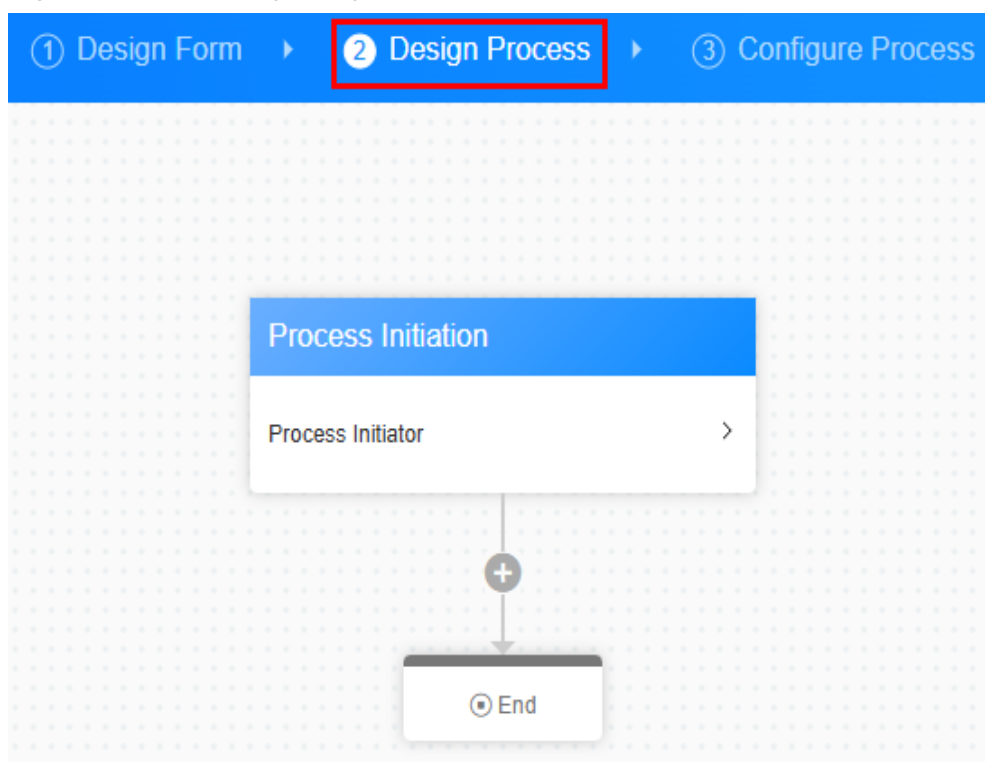 1 Design Form 2 Design Process 3 Configure Process
Process Initiation
Process Initiator
End